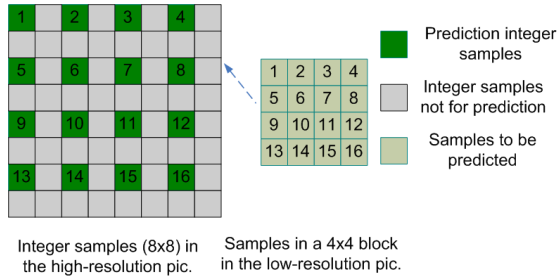 1 2 3 4
5 6 7 8
9 10 11 12
13 14 15 16
1 2 3 4
5 6 7 8
9 10 11 12
13 14 15 16
Prediction integer
samples
Integer samples
not for prediction
Samples to be
predicted
Integer samples (8x8) in
the high-resolution pic.
Samples in a 4x4 block
in the low-resolution pic.